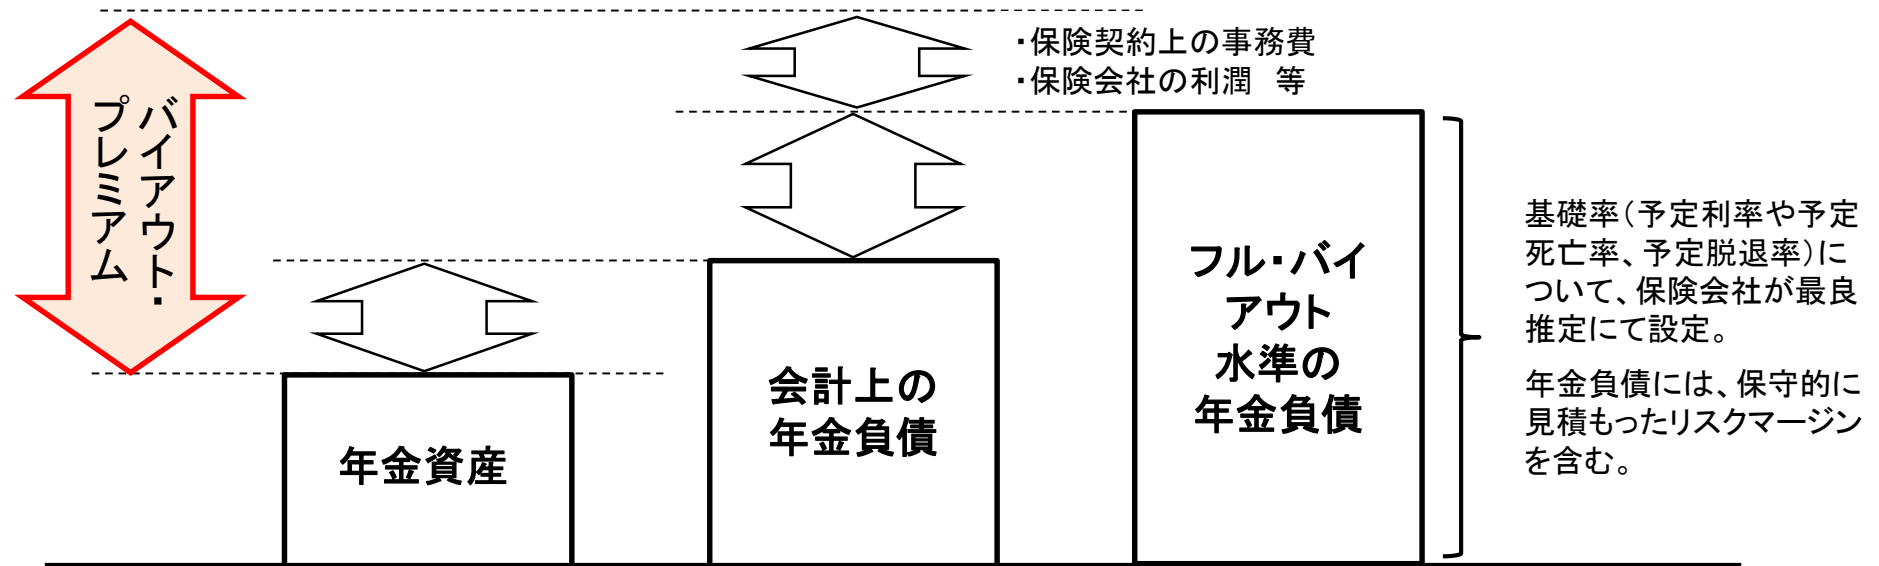 ・保険契約上の事務費
・保険会社の利潤　等
バイアウト・
プレミアム
年金資産
会計上の
年金負債
フル・バイ
アウト
水準の
年金負債
基礎率（予定利率や予定
死亡率、予定脱退率）に
ついて、保険会社が最良
推定にて設定。
年金負債には、保守的に
見積もったリスクマージン
を含む。